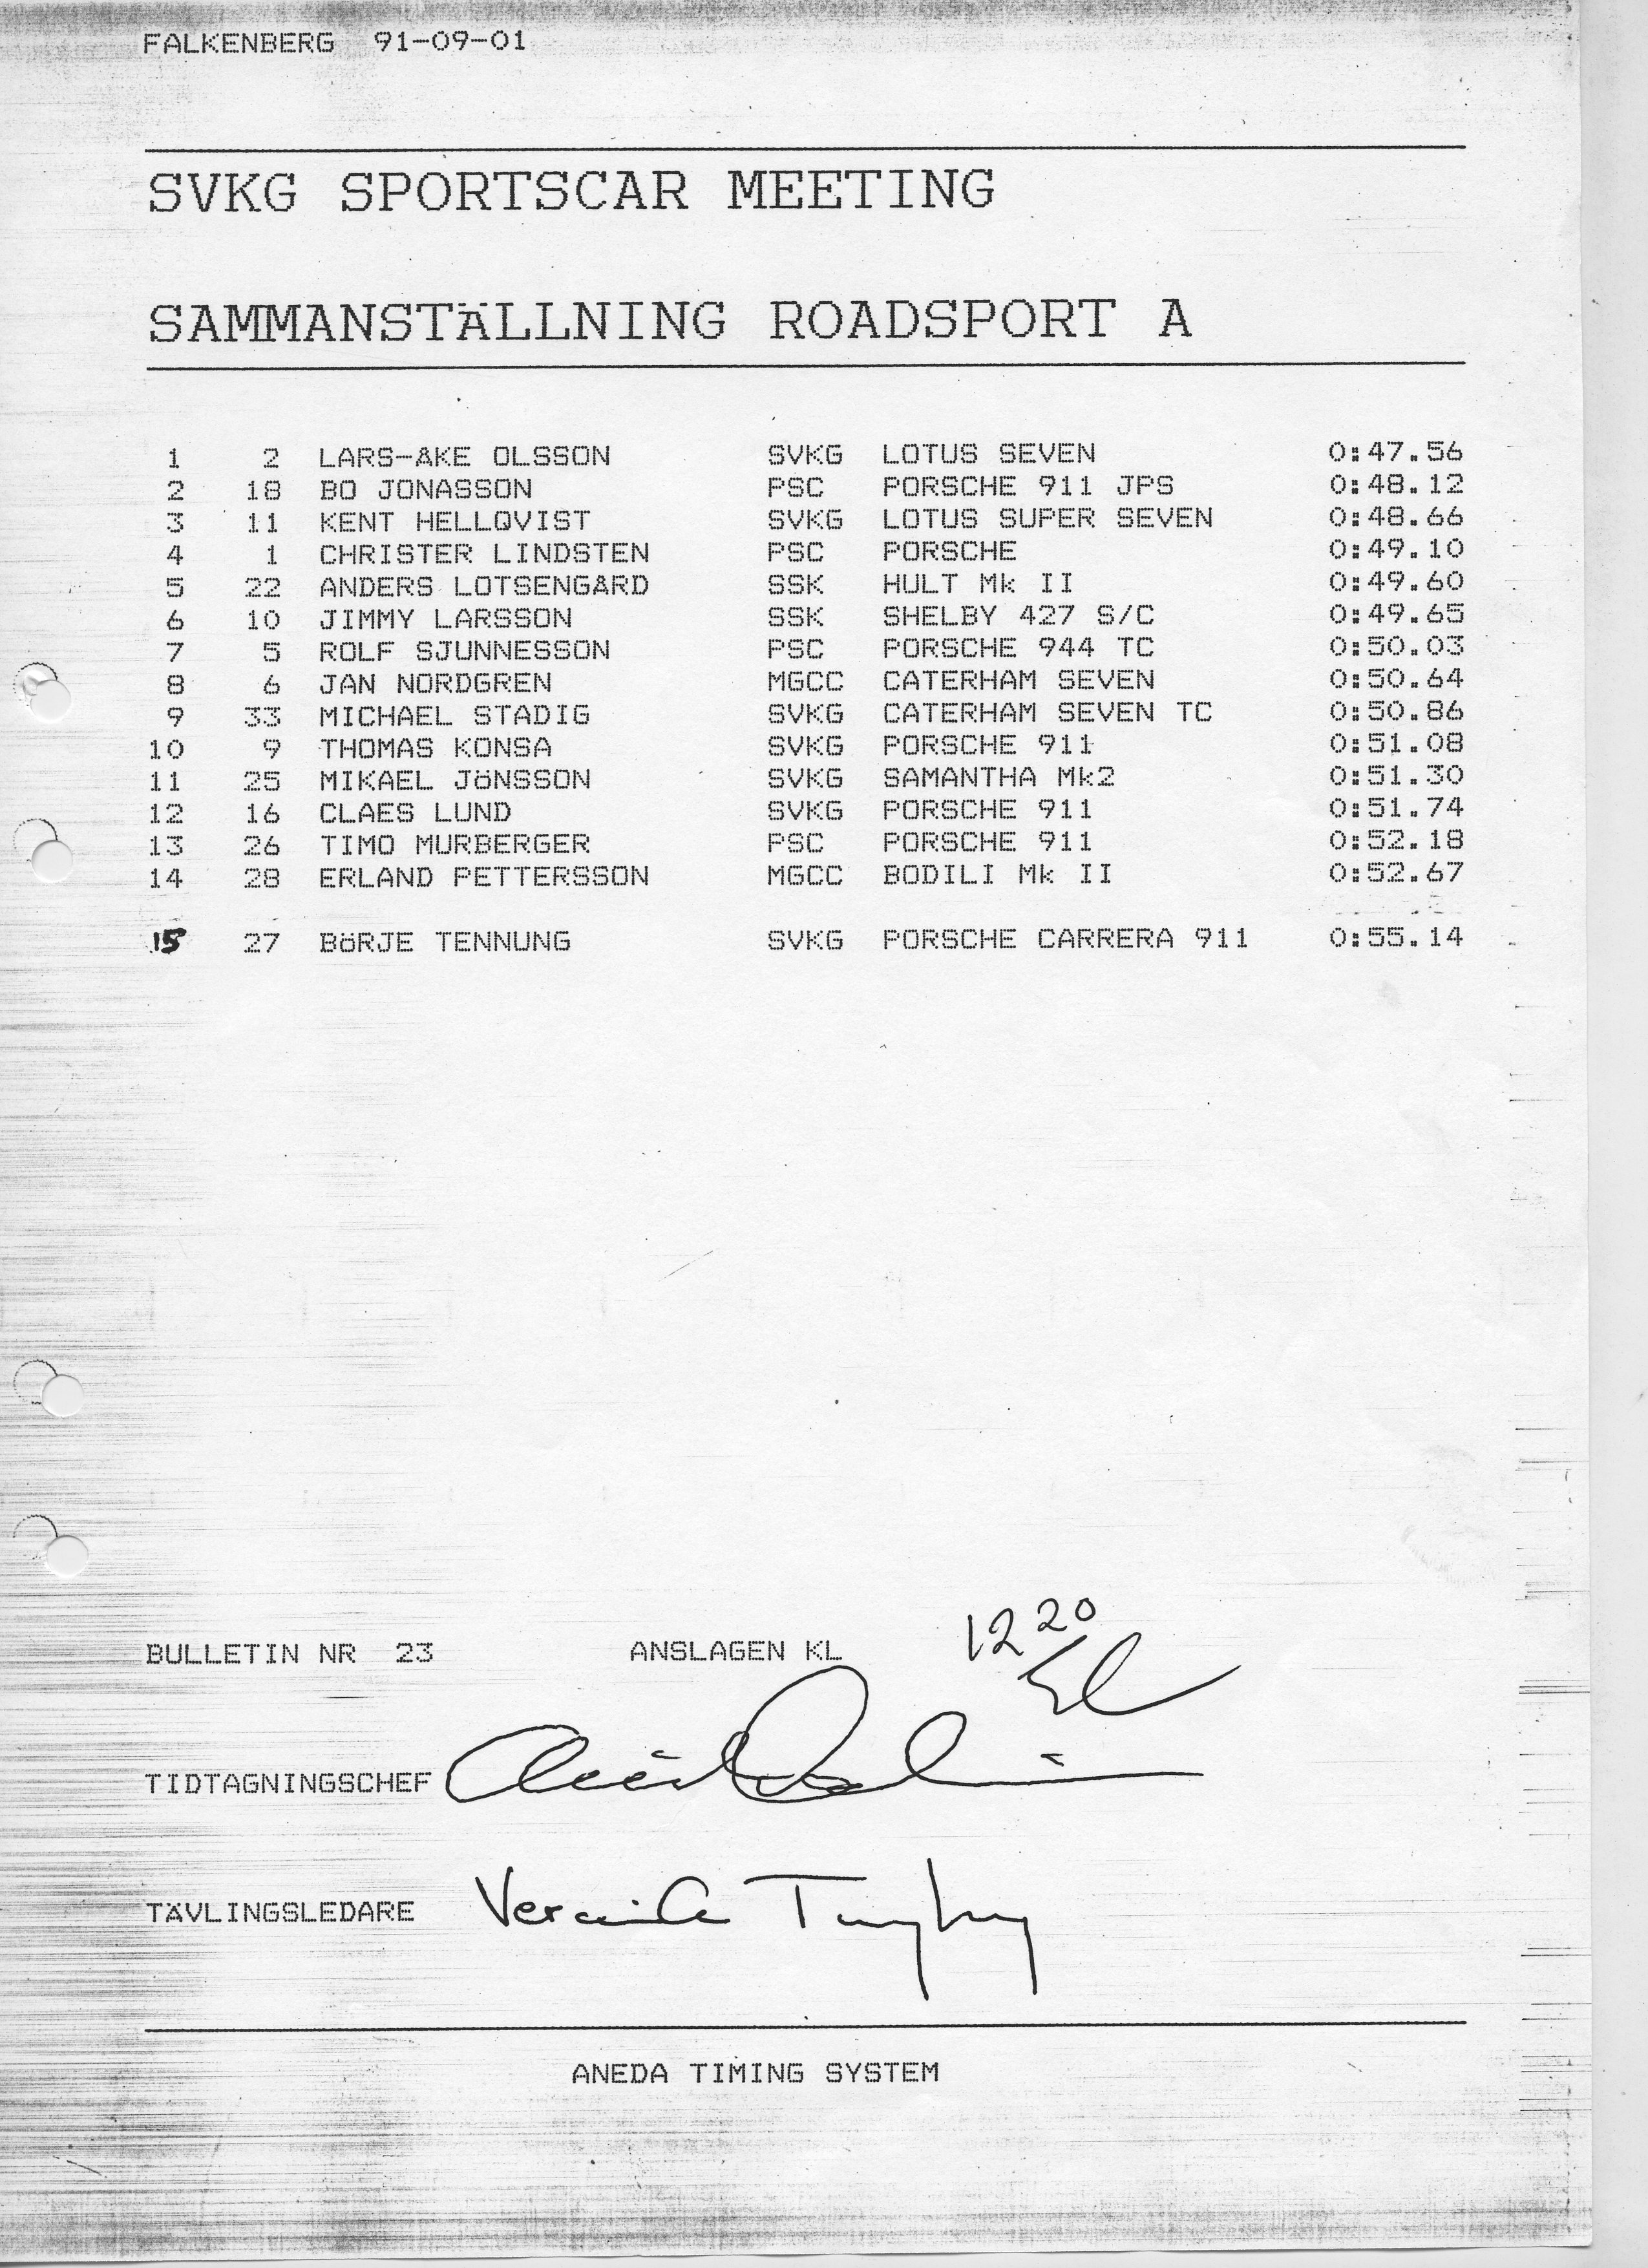 FALKENBERG 91-09-01
SVKG SPORTSCAR MEETING
SAMMANSTÄLLNING ROADSPORT A
1 2 LARS-ÅKE OLSSON SVKG LOTUS SEVEN 0:47.56
2 18 BO JONASSON PSC PORSCHE 911 JPS 0:48.12
3 11 KENT HELLQVIST SVKG LOTUS SUPER SEVEN 0:48.66
4 1 CHRISTER LINDSTEN PSC PORSCHE 0:49.10
5 22 ANDERS LOTSENGÅRD SSK HULT Mk II 0:49.60
6 10 JIMMY LARSSON SSK SHELBY 427 S/C 0:49.65
7 5 ROLF SJUNNESSON PSC PORSCHE 944 TC 0:50.03
8 6 JAN NORDGREN MGCC CATERHAM SEVEN 0:50.64
9 33 MICHAEL STADIG SVKG CATERHAM SEVEN TC 0:50.86
10 9 THOMAS KONSA SVKG PORSCHE 911 0:51.08
11 25 MIKAEL JÖNSSON SVKG SAMANTHA Mk2 0:51.30
12 16 CLAES LUND SVKG PORSCHE 911 0:51.74
13 26 TIMO MURBERGER PSC PORSCHE 911 0:52.18
14 28 ERLAND PETTERSSON MGCC BODILI Mk II 0:52.67
15 27 BÖRJE TENNUNG SVKG PORSCHE CARRERA 911 0:55.14
BULLETIN NR 23 ANSLAGEN KL 12 20
TIDTAGNINGSCHEF
TÄVLINGSLEDARE
ANEDA TIMING SYSTEM